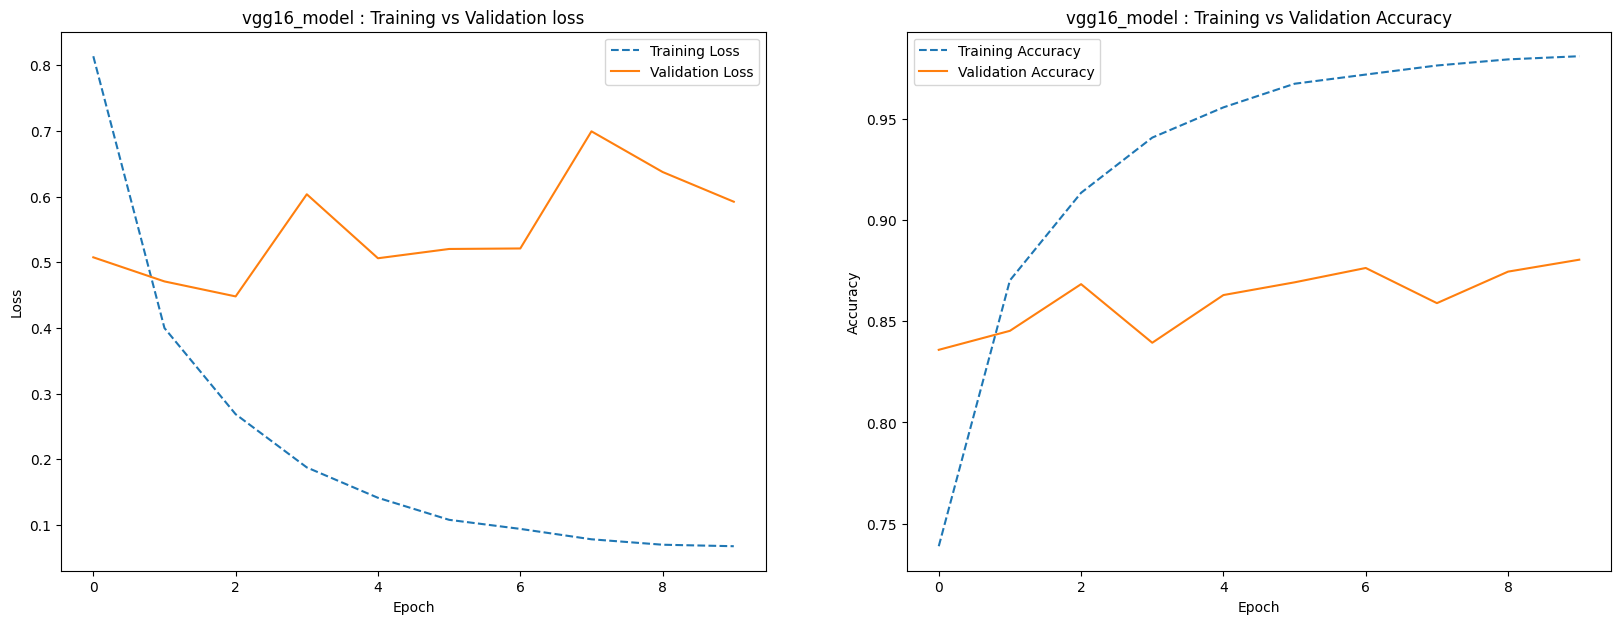 vgg16_model : Training vs Validation loss
Training Loss
Validation Loss
0.8
0.7
0.6
0.5
0.4
0.3
0.2
0.1
Loss
0 2 4 6 8
Epoch
vgg16_model : Training vs Validation Accuracy
Training Accuracy
Validation Accuracy
0.95
0.90
0.85
0.80
0.75
Accuracy
0 2 4 6 8
Epoch